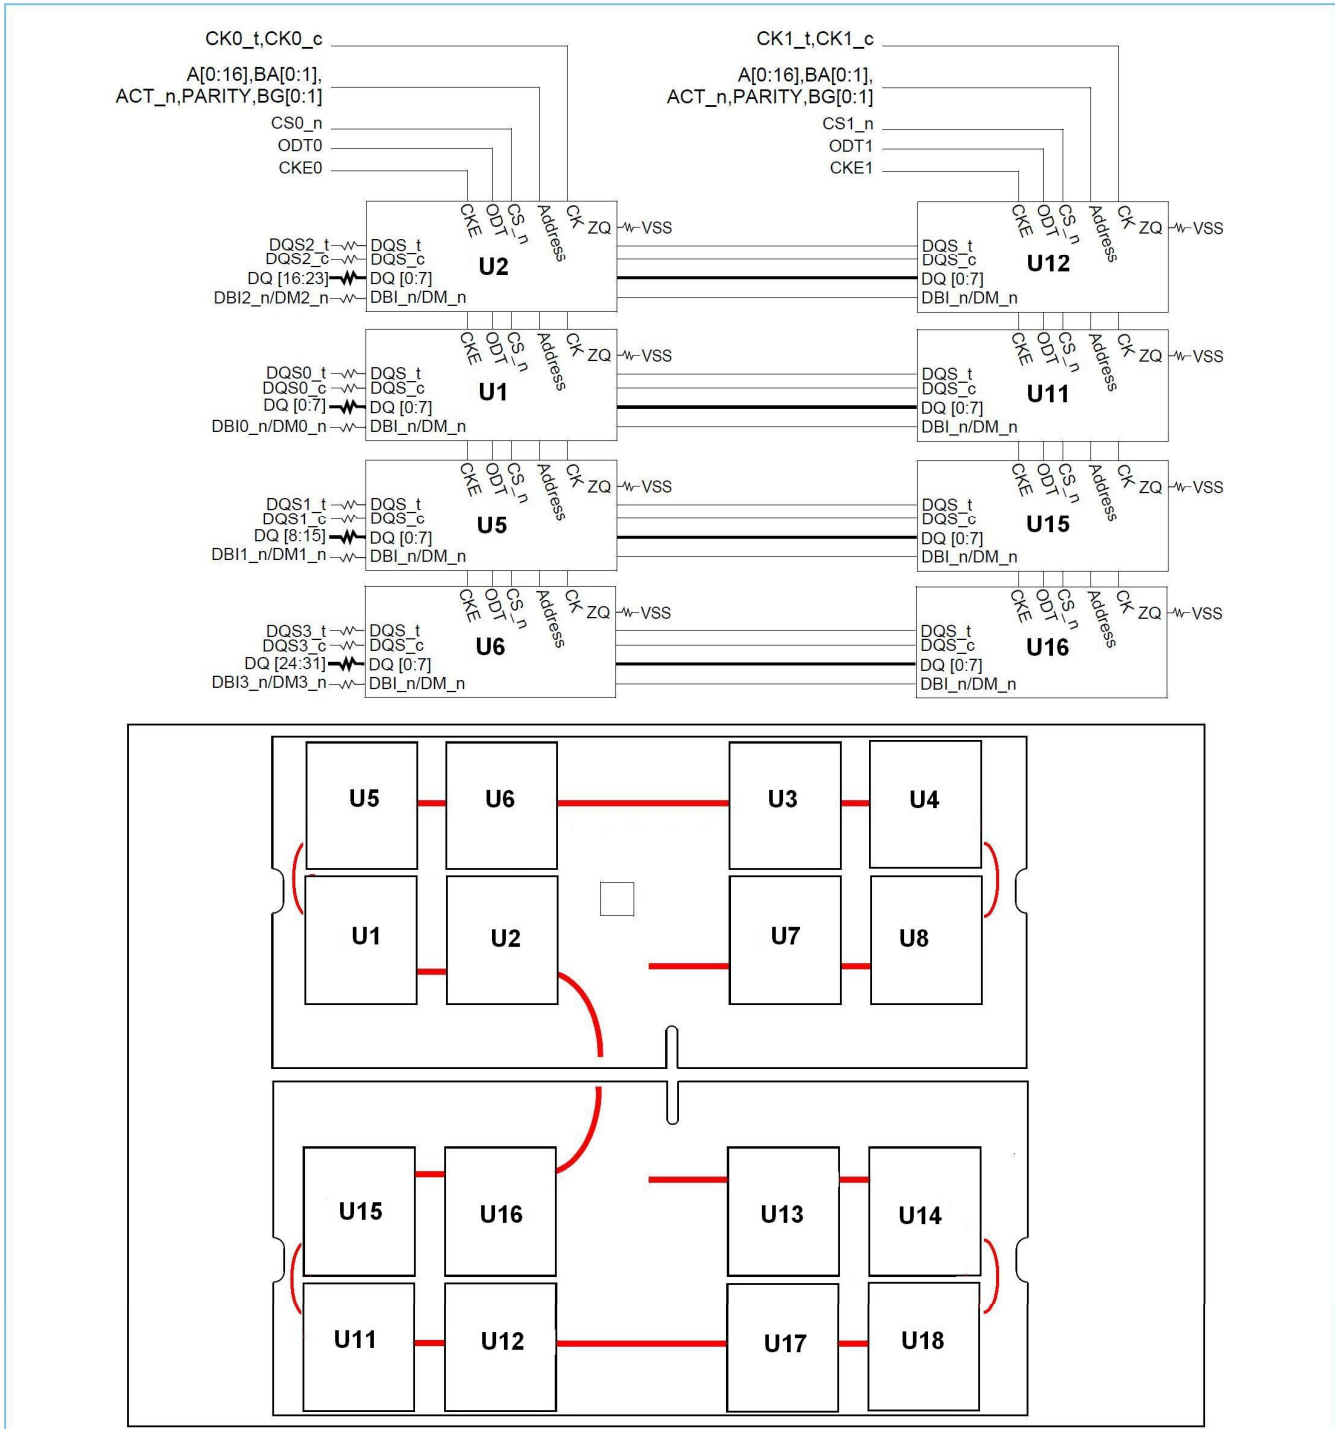 CK0_t,CK0_c
A[0:16],BA[0:1],
ACT_n,PARITY,BG[0:1]
CS0_n
ODT0
CKE0
CK1_t,CK1_c
A[0:16],BA[0:1],
ACT_n,PARITY,BG[0:1]
CS1_n
ODT1
CKE1
CKE ODT CS_n Address CK ZQ VSS
DQS2_t DQS_t
DQS2_c DQS_c
DQ [16:23] DQ [0:7]
DBI2_n/DM2_n DBI_n/DM_n
U2
CKE ODT CS_n Address CK ZQ VSS
DQS_t
DQS_c
DQ [0:7]
DBI_n/DM_n
U12
CKE ODT CS_n Address CK ZQ VSS
DQS0_t DQS_t
DQS0_c DQS_c
DQ [0:7] DQ [0:7]
DBI0_n/DM0_n DBI_n/DM_n
U1
CKE ODT CS_n Address CK ZQ VSS
DQS_t
DQS_c
DQ [0:7]
DBI_n/DM_n
U11
CKE ODT CS_n Address CK ZQ VSS
DQS1_t DQS_t
DQS1_c DQS_c
DQ [8:15] DQ [0:7]
DBI1_n/DM1_n DBI_n/DM_n
U5
CKE ODT CS_n Address CK ZQ VSS
DQS_t
DQS_c
DQ [0:7]
DBI_n/DM_n
U15
CKE ODT CS_n Address CK ZQ VSS
DQS3_t DQS_t
DQS3_c DQS_c
DQ [24:31] DQ [0:7]
DBI3_n/DM3_n DBI_n/DM_n
U6
CKE ODT CS_n Address CK ZQ VSS
DQS_t
DQS_c
DQ [0:7]
DBI_n/DM_n
U16
U5 U6 U3 U4
U1 U2 U7 U8
U15 U16 U13 U14
U11 U12 U17 U18